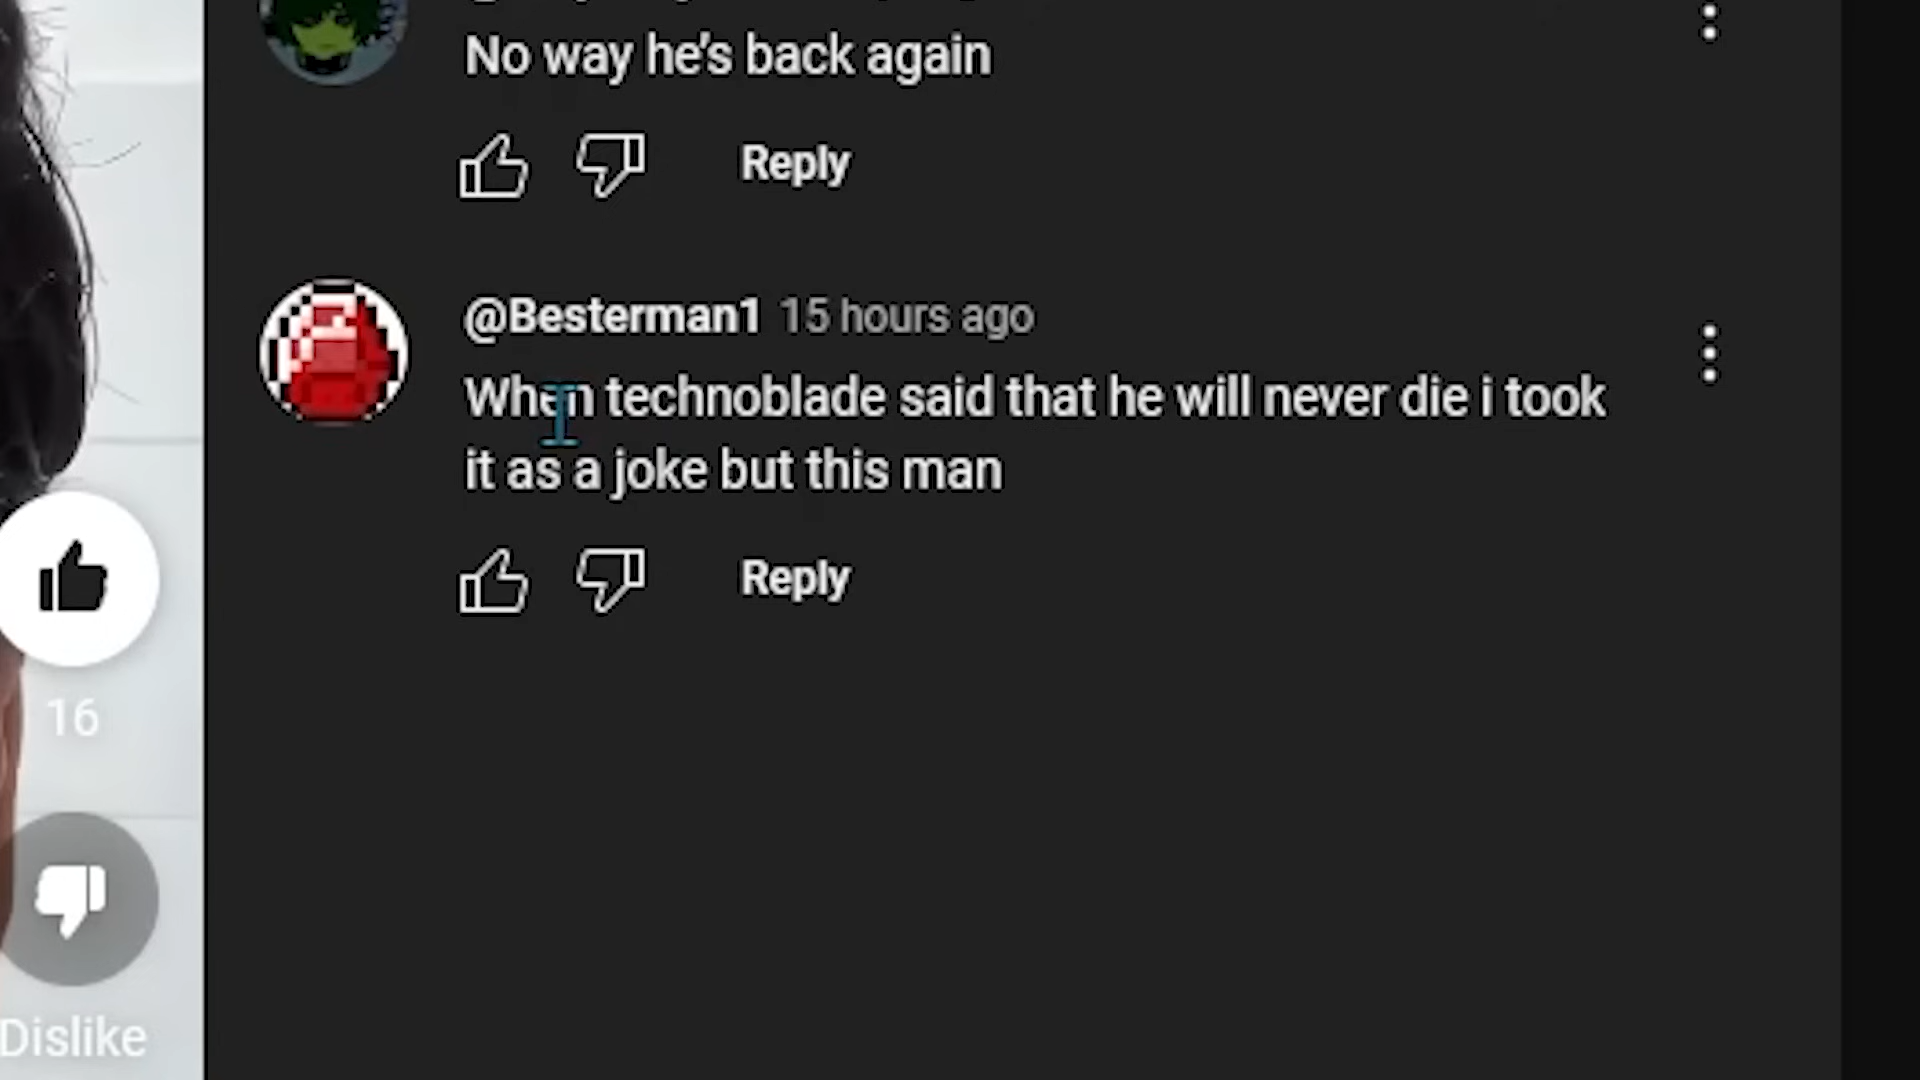 No way he's back again
Reply
@Besterman1 15 hours ago
When technoblade said that he will never die i took
it as a joke but this man
Reply
16
Dislike